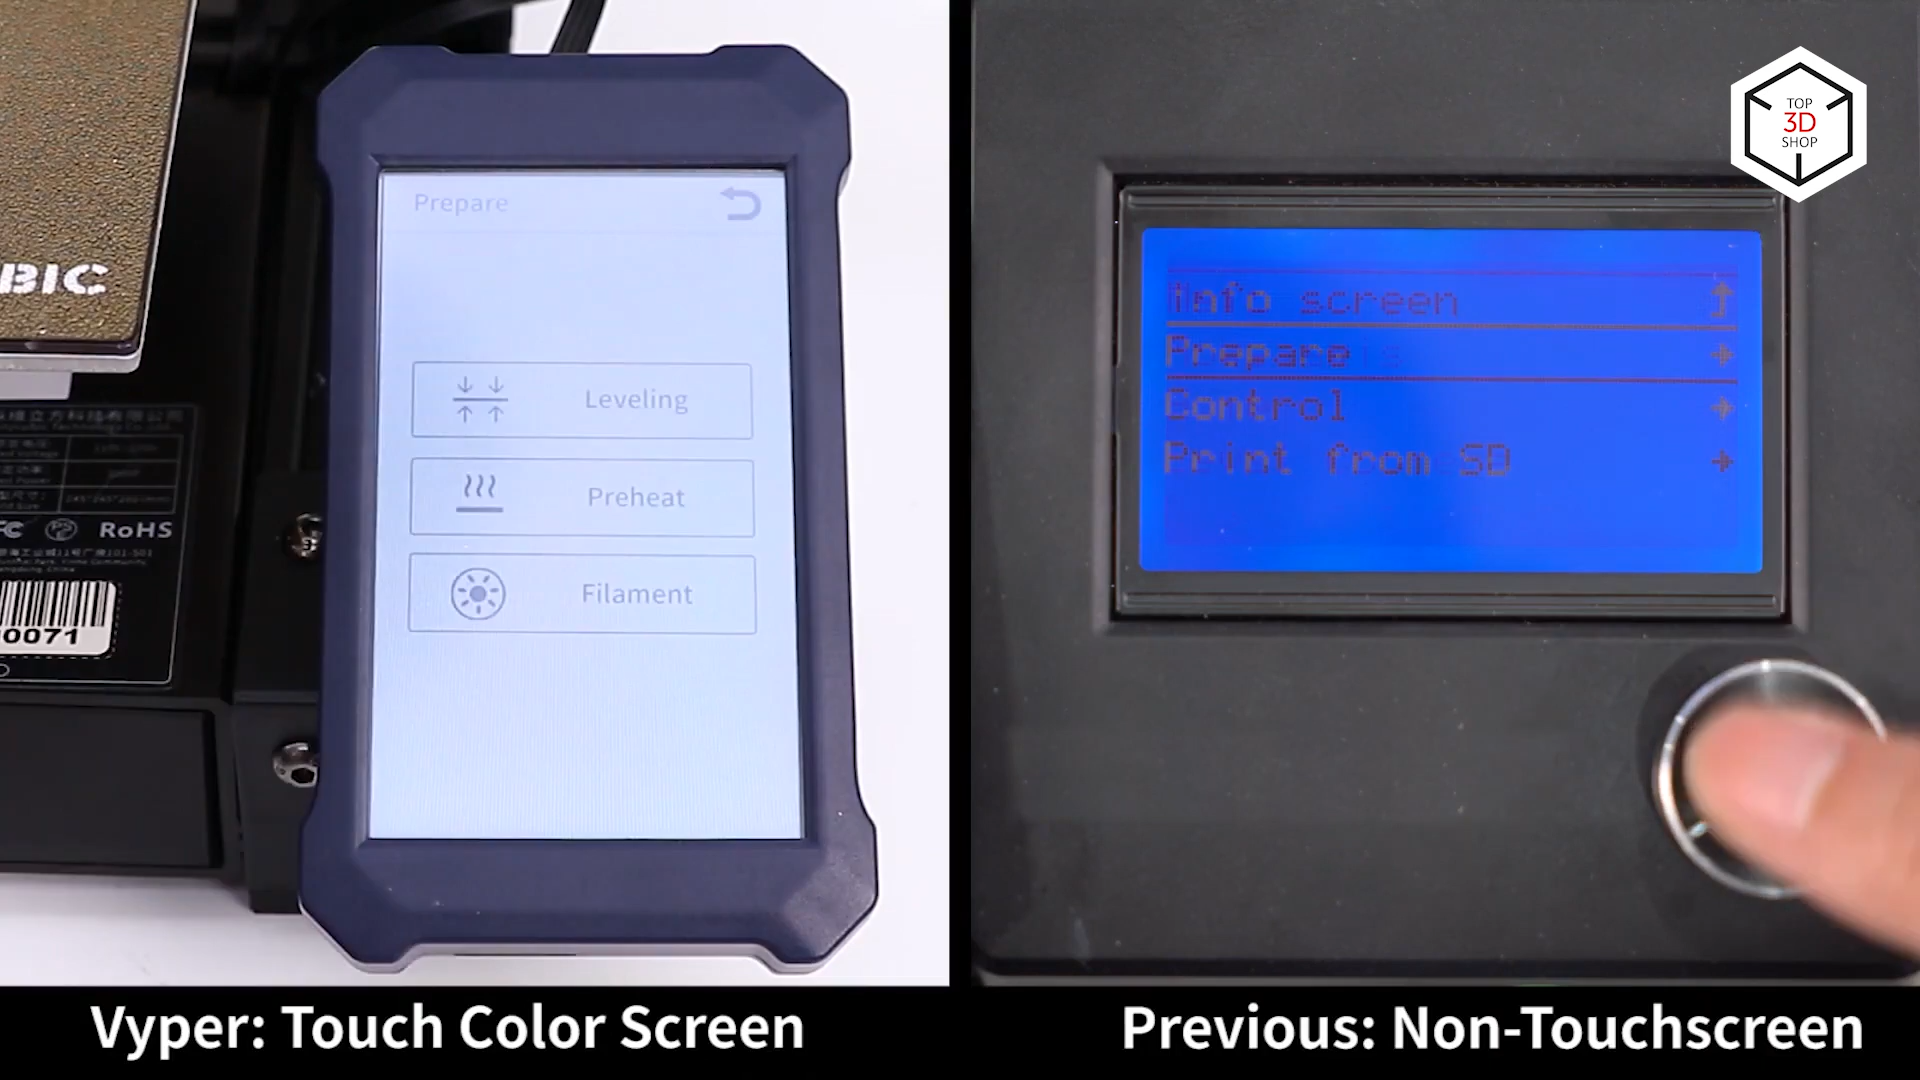 Prepare
Leveling
Preheat
Filament
BIC
RoHS
0071
Info screen
Prepare
Control
Print from SD
TOP
3D
SHOP
Vyper: Touch Color Screen
Previous: Non-Touchscreen